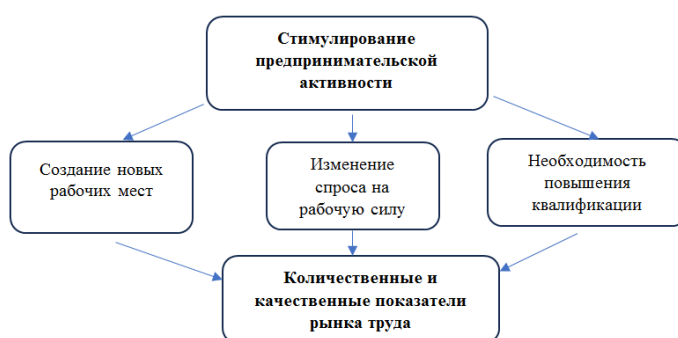 Стимулирование
предпринимательской
активности
Создание новых
рабочих мест
Изменение
спроса на
рабочую силу
Необходимость
повышения
квалификации
Количественные и
качественные показатели
рынка труда